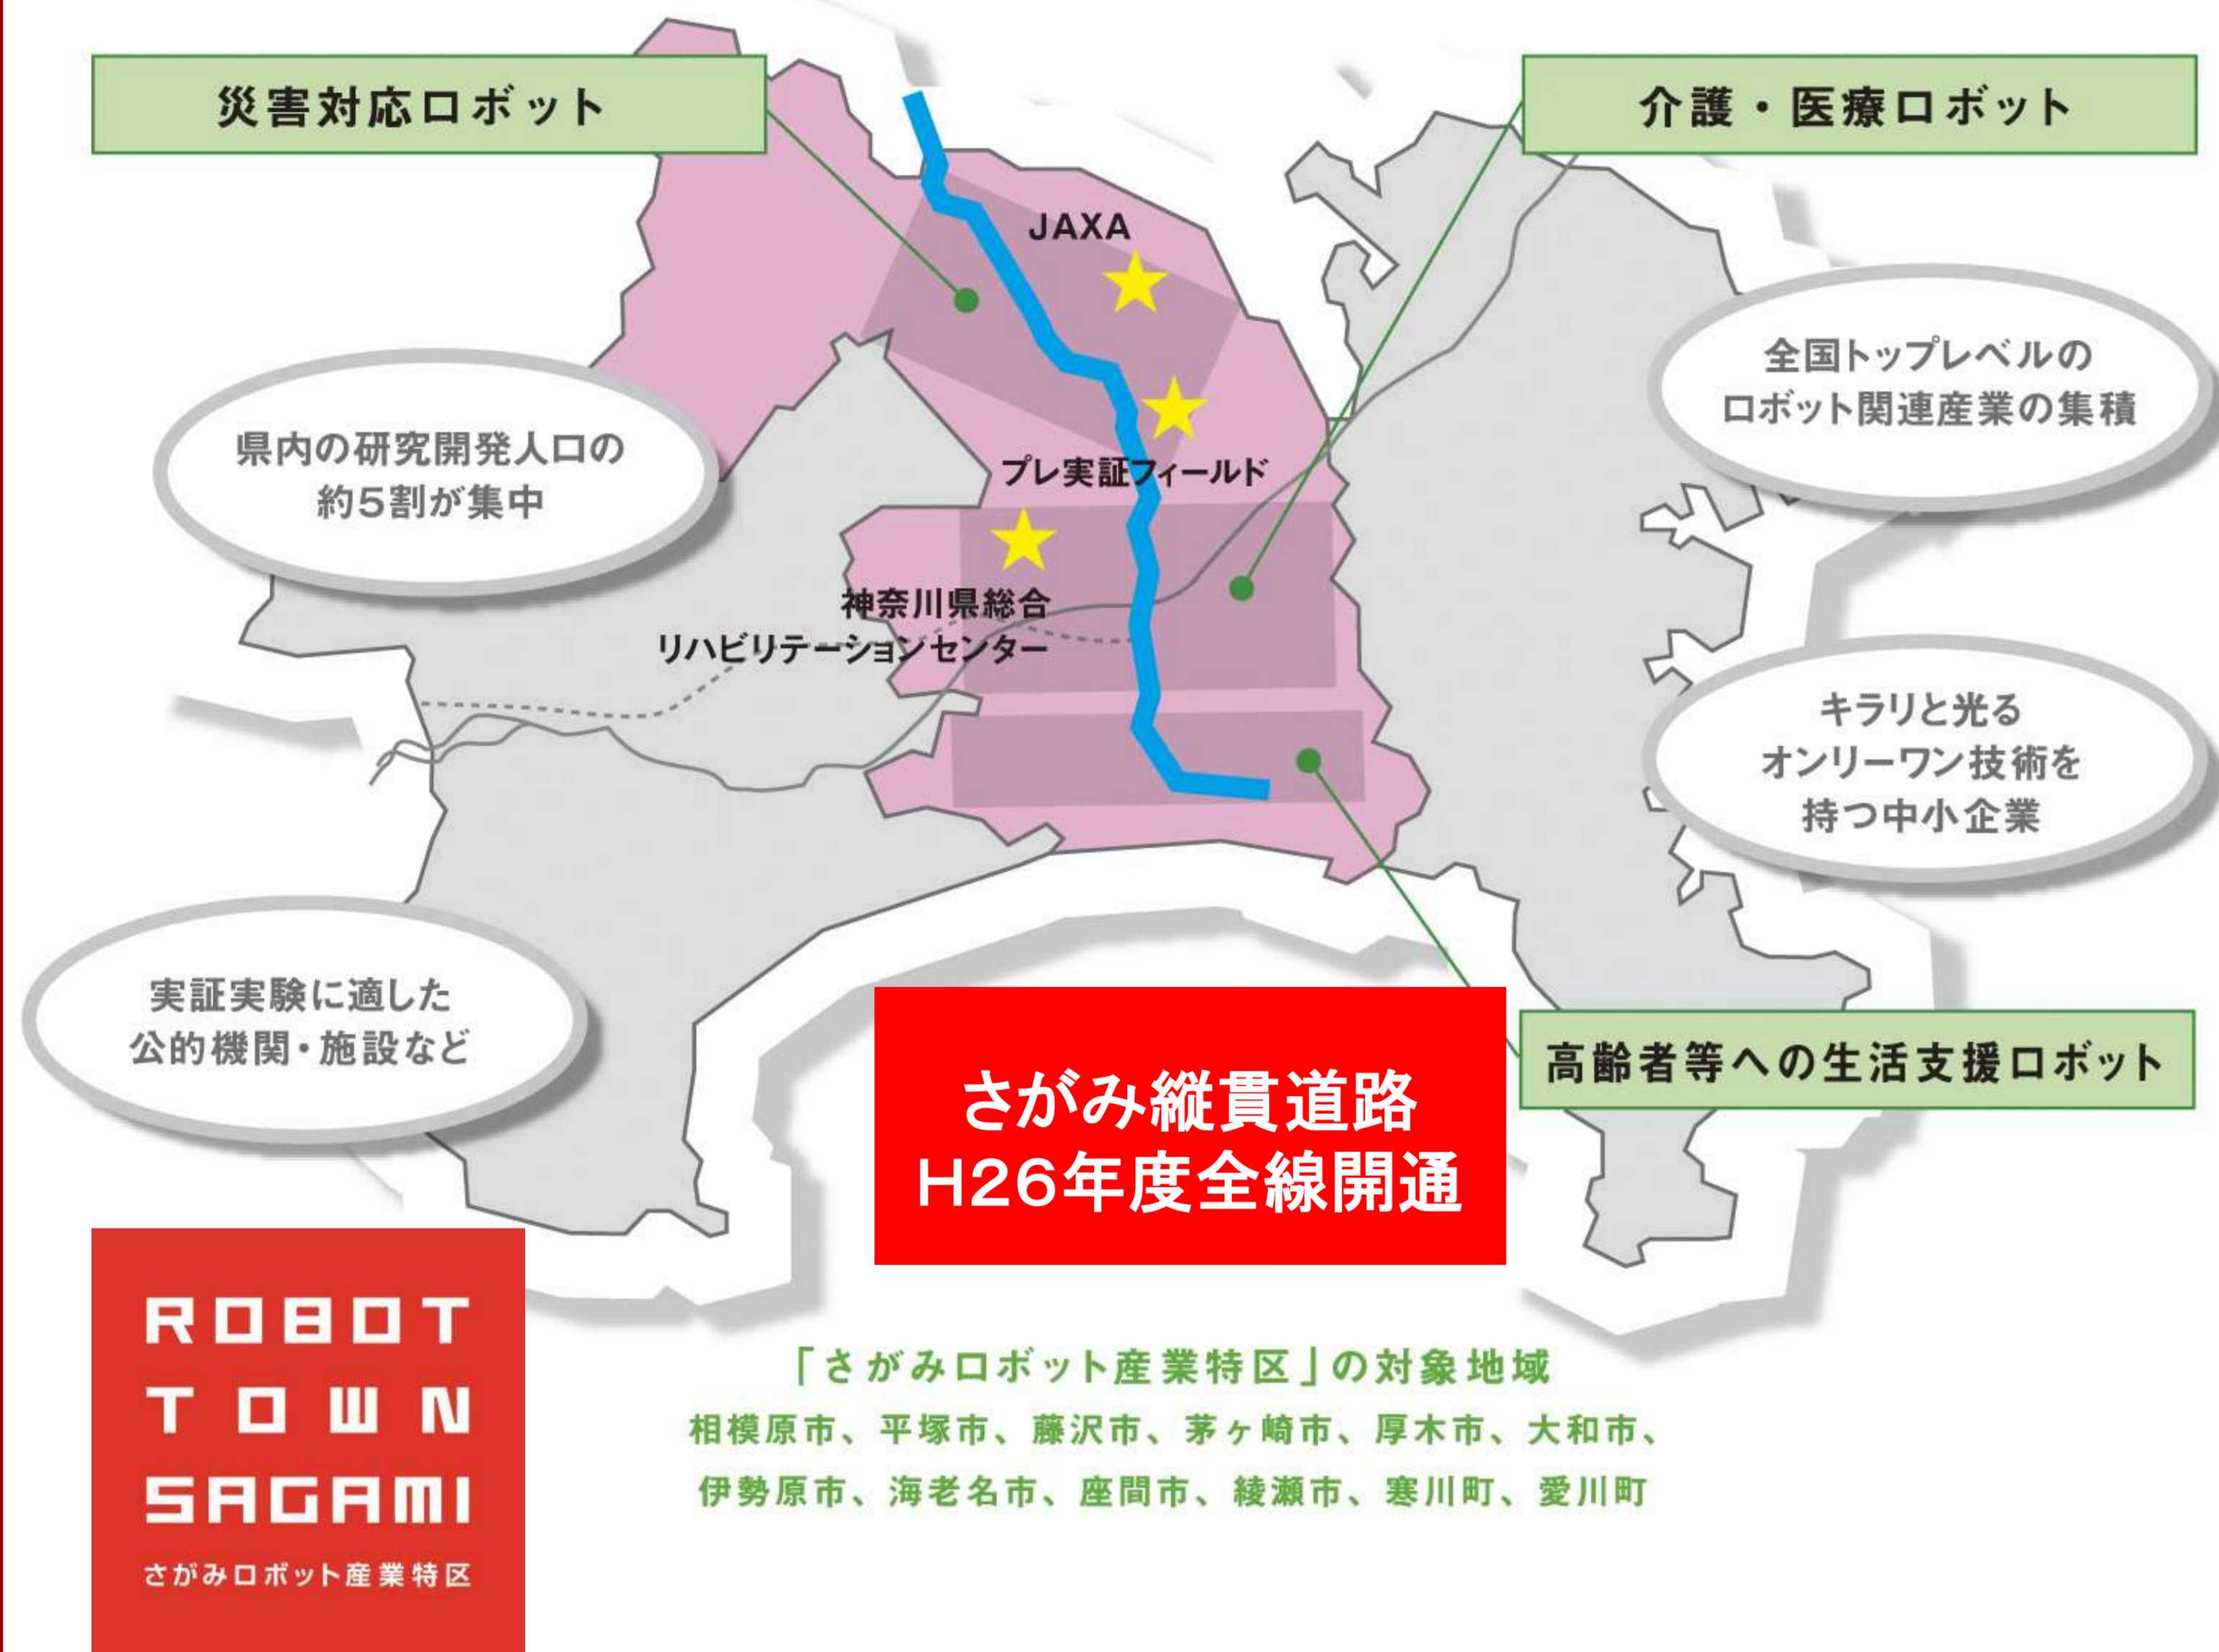 災害対応ロボット
介護・医療ロボット
JAXA
全国トップレベルの
ロボット関連産業の集積
県内の研究開発人口の
約5割が集中
プレ実証フィールド
神奈川県総合
リハビリテーションセンター
キラリと光る
オンリーワン技術を
持つ中小企業
実証実験に適した
公的機関・施設など
高齢者等への生活支援ロボット
さがみ縦貫道路
H26年度全線開通
ROBOT
TOWN
SAGAMI
さがみロボット産業特区
「さがみロボット産業特区」の対象地域
相模原市、平塚市、藤沢市、茅ヶ崎市、厚木市、大和市、
伊勢原市、海老名市、座間市、綾瀬市、寒川町、愛川町